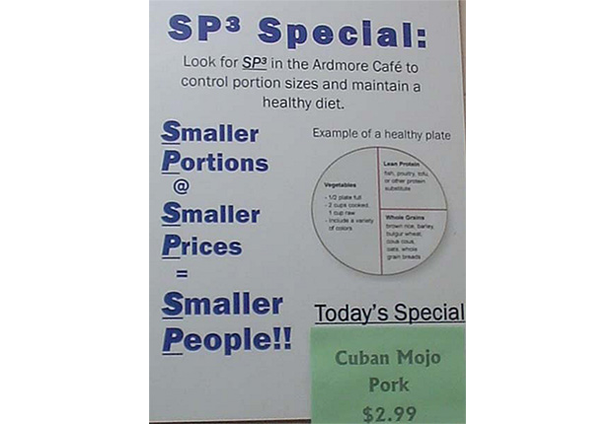 SP³ Special:
Look for SP³ in the Ardmore Café to
control portion sizes and maintain a
healthy diet.
Smaller
Portions
@
Smaller
Prices
=
Smaller
People!!
Example of a healthy plate
Vegetables
- 1/2 plate full
- 2 cups cooked
1 cup raw
- Include a variety
of colors
Lean Protein
fish, poultry, tofu,
or other protein
substitute
Whole Grains
brown rice, barley,
bulgur wheat,
cous cous,
oats, whole
grain breads
Today's Special
Cuban Mojo
Pork
$2.99